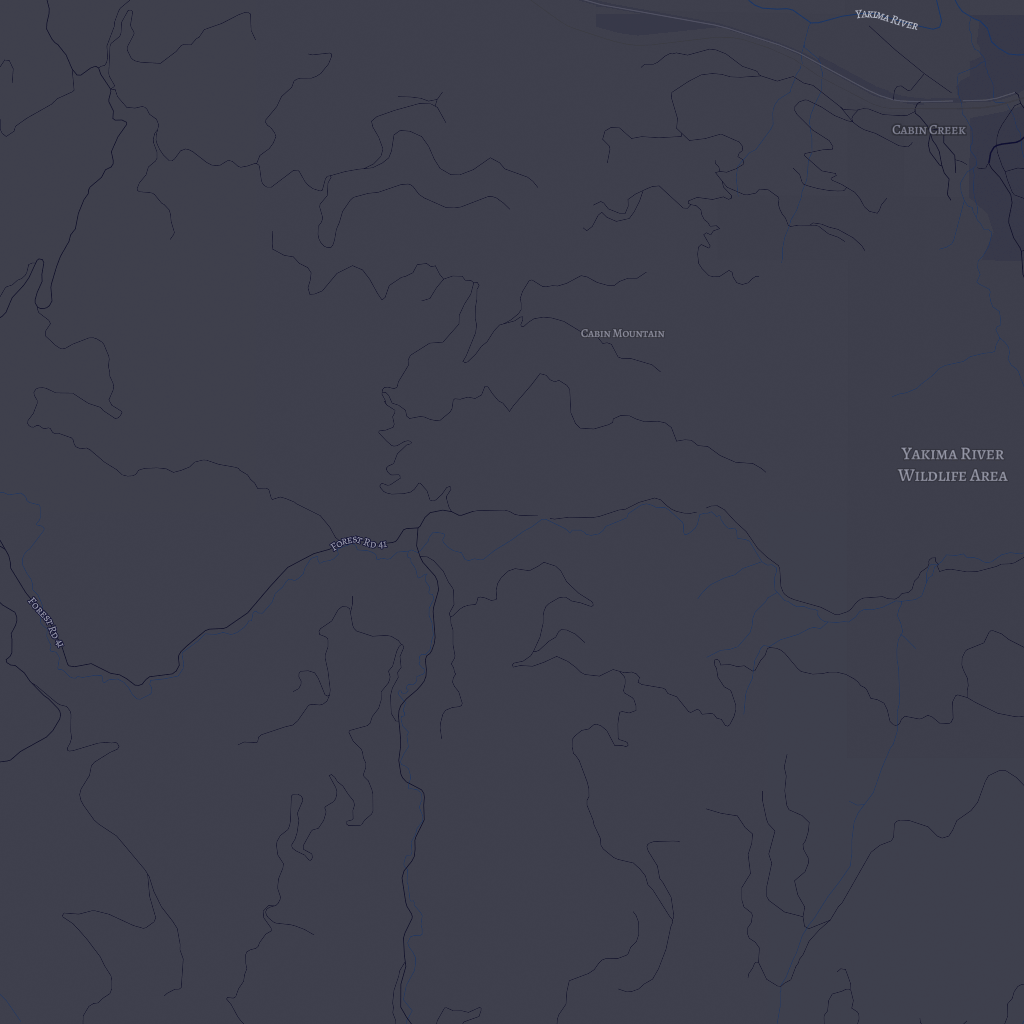 Yakima River
Cabin Creek
Cabin Mountain
Yakima River
Wildlife Area
Forest Rd 41
Forest Rd 41